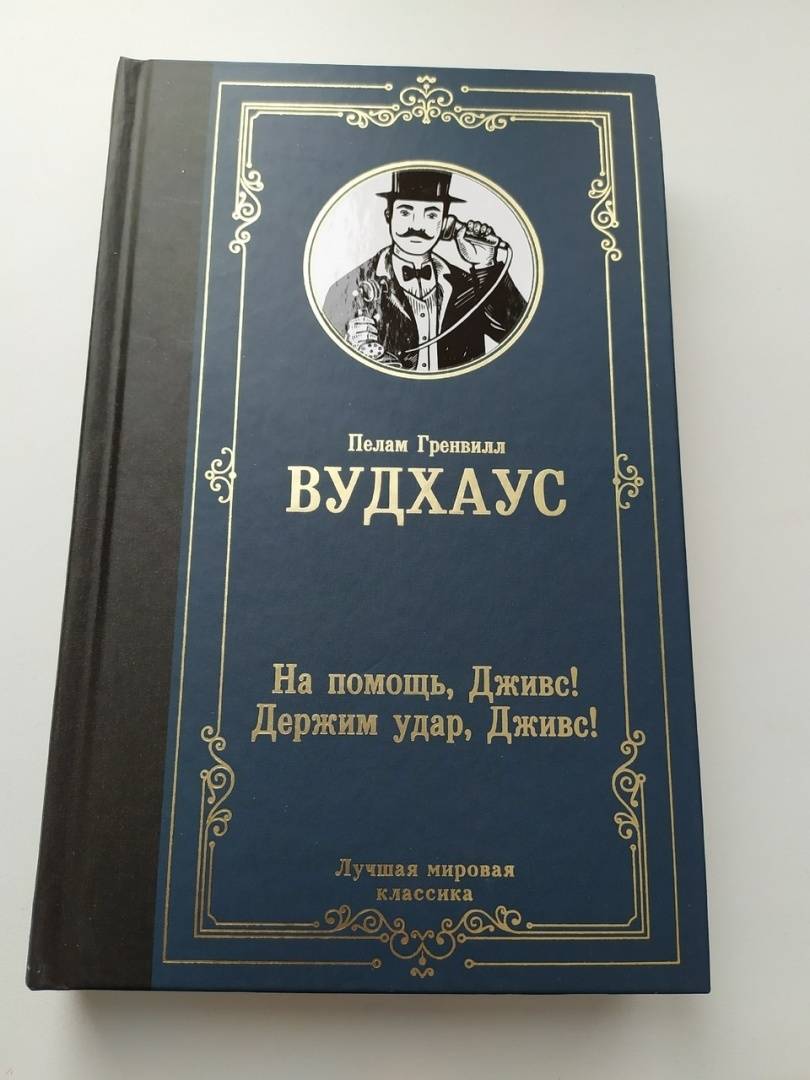 Пелам Гренвилл
ВУДХАУС
На помощь, Дживс!
Держим удар, Дживс!
Лучшая мировая
классика